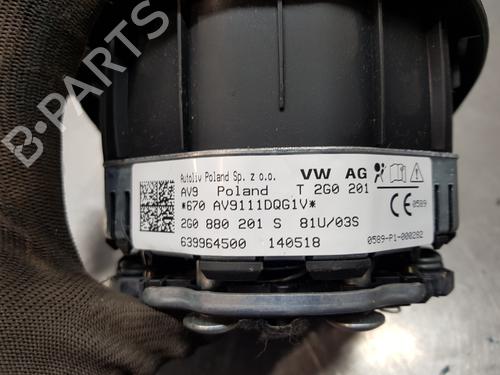 B-PARTS
Autoliv Poland Sp. z o.o. VW AG
AV9 Poland T 2G0 201
*670 AV9111DQG1V*
2G0 880 201 S 81U/03S
639964500 140518
CE 0589
0589-P1-000282